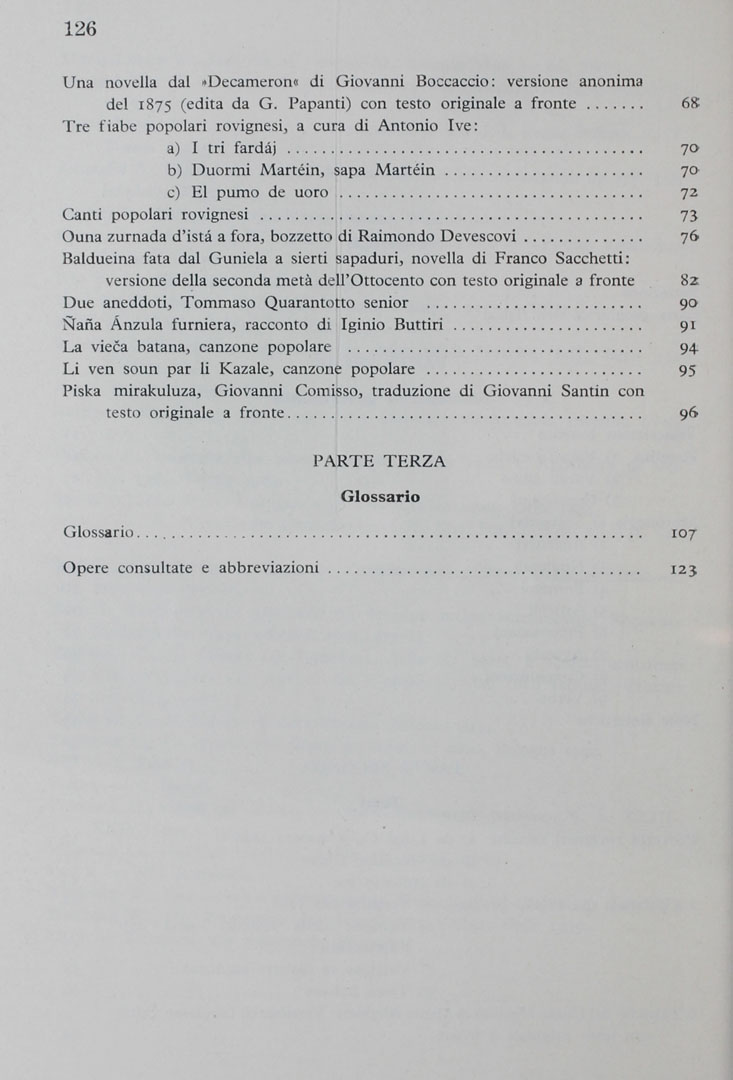 126
Una novella dal »Decameron« di Giovanni Boccaccio: versione anonima
del 1875 (edita da G. Papanti) con testo originale a fronte ....... 68
Tre fiabe popolari rovignesi, a cura di Antonio Ive:
a) I tri fardáj ......................................... 70
b) Duormi Martéin, sapa Martéin ....................... 70
c) El pumo de uoro ................................... 72
Canti popolari rovignesi ............................................ 73
Ouna zurnada d'istá a fora, bozzetto di Raimondo Devescovi .............. 76
Baldueina fata dal Guniela a sierti sapaduri, novella di Franco Sacchetti:
versione della seconda metà dell'Ottocento con testo originale a fronte . 82
Due aneddoti, Tommaso Quarantotto senior ......................... 90
Ñaña Ánzula furniera, racconto di Iginio Buttiri ...................... 91
La vieča batana, canzone popolare .................................. 94
Li ven soun par li Kazale, canzone popolare ......................... 95
Piska mirakuluza, Giovanni Comisso, traduzione di Giovanni Santin con
testo originale a fronte......................................... 96
PARTE TERZA
Glossario
Glossario.......................................................... 107
Opere consultate e abbreviazioni .................................... 123